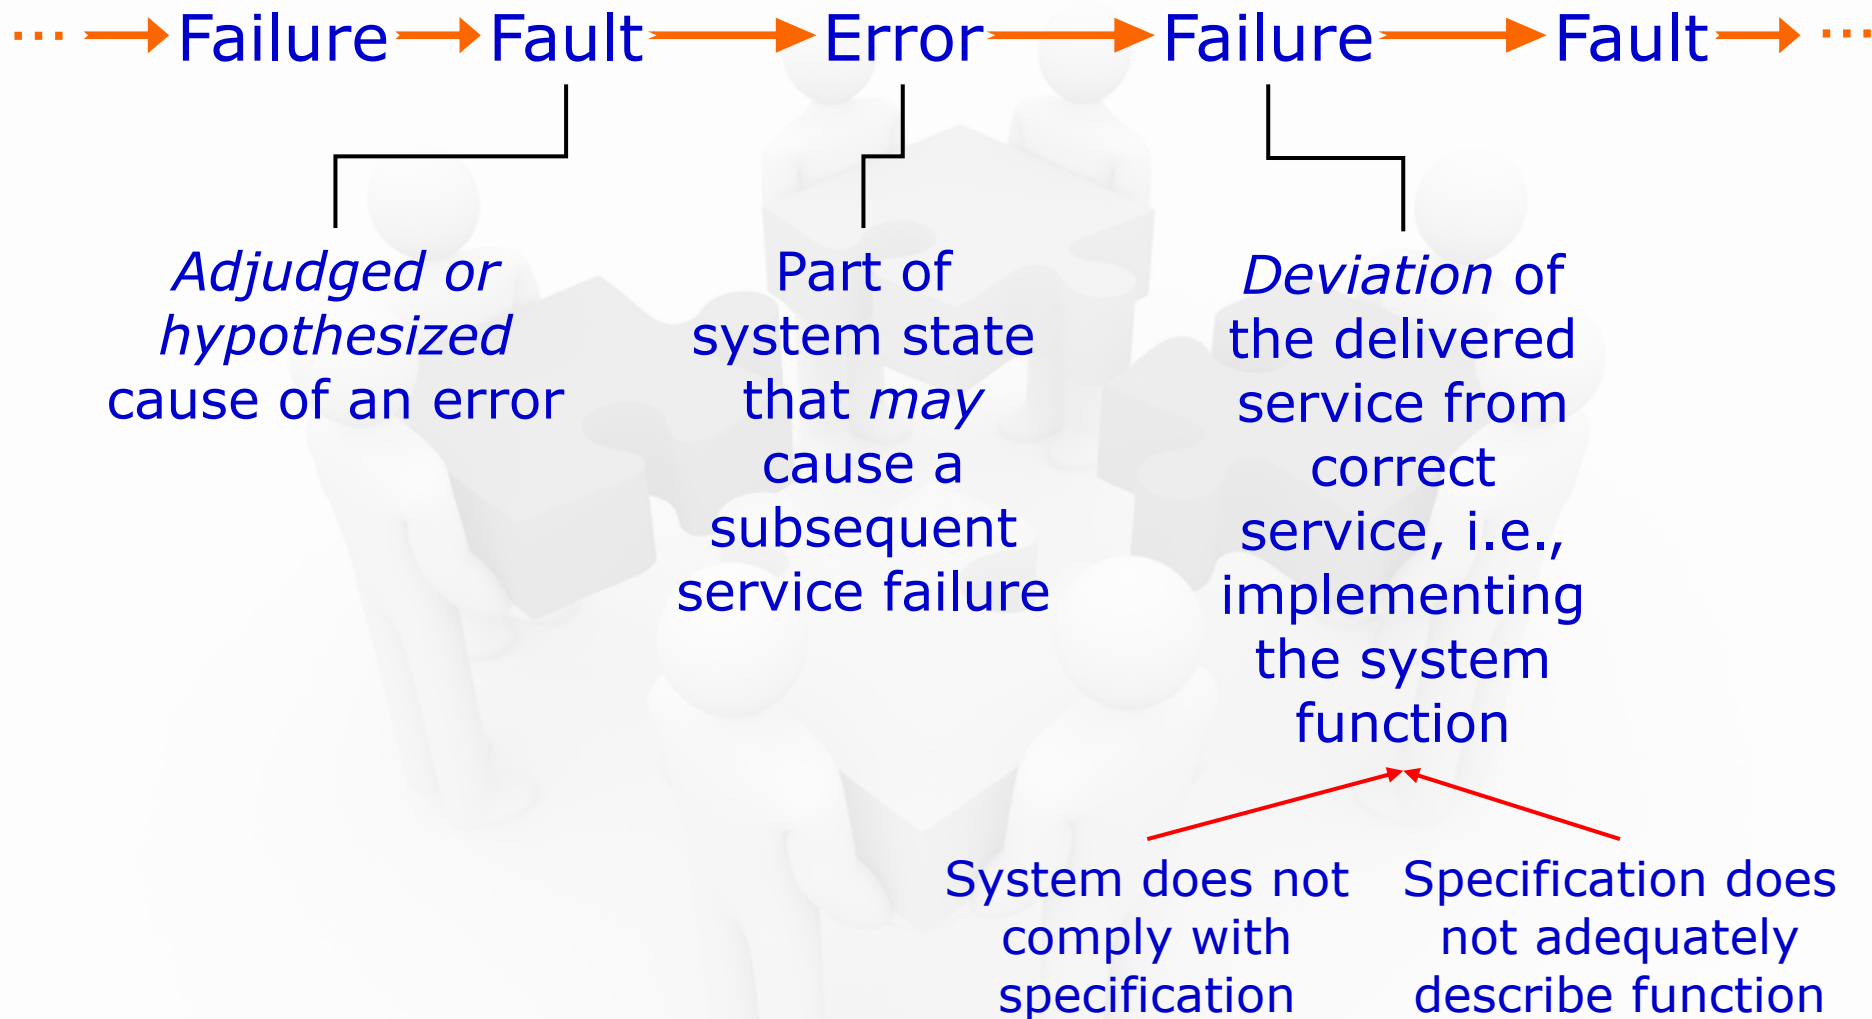 ... Failure Fault Error Failure Fault ...
Adjudged or
hypothesized
cause of an error
Part of
system state
that may
cause a
subsequent
service failure
Deviation of
the delivered
service from
correct
service, i.e.,
implementing
the system
function
System does not
comply with
specification
Specification does
not adequately
describe function